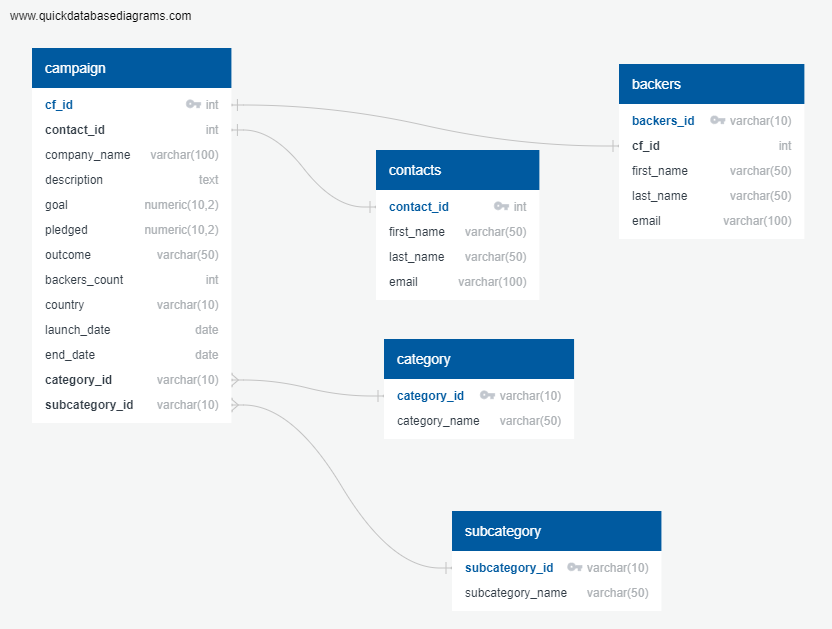 www.quickdatabasediagrams.com
campaign
cf_id int
contact_id int
company_name varchar(100)
description text
goal numeric(10,2)
pledged numeric(10,2)
outcome varchar(50)
backers_count int
country varchar(10)
launch_date date
end_date date
category_id varchar(10)
subcategory_id varchar(10)
backers
backers_id varchar(10)
cf_id int
first_name varchar(50)
last_name varchar(50)
email varchar(100)
contacts
contact_id int
first_name varchar(50)
last_name varchar(50)
email varchar(100)
category
category_id varchar(10)
category_name varchar(50)
subcategory
subcategory_id varchar(10)
subcategory_name varchar(50)